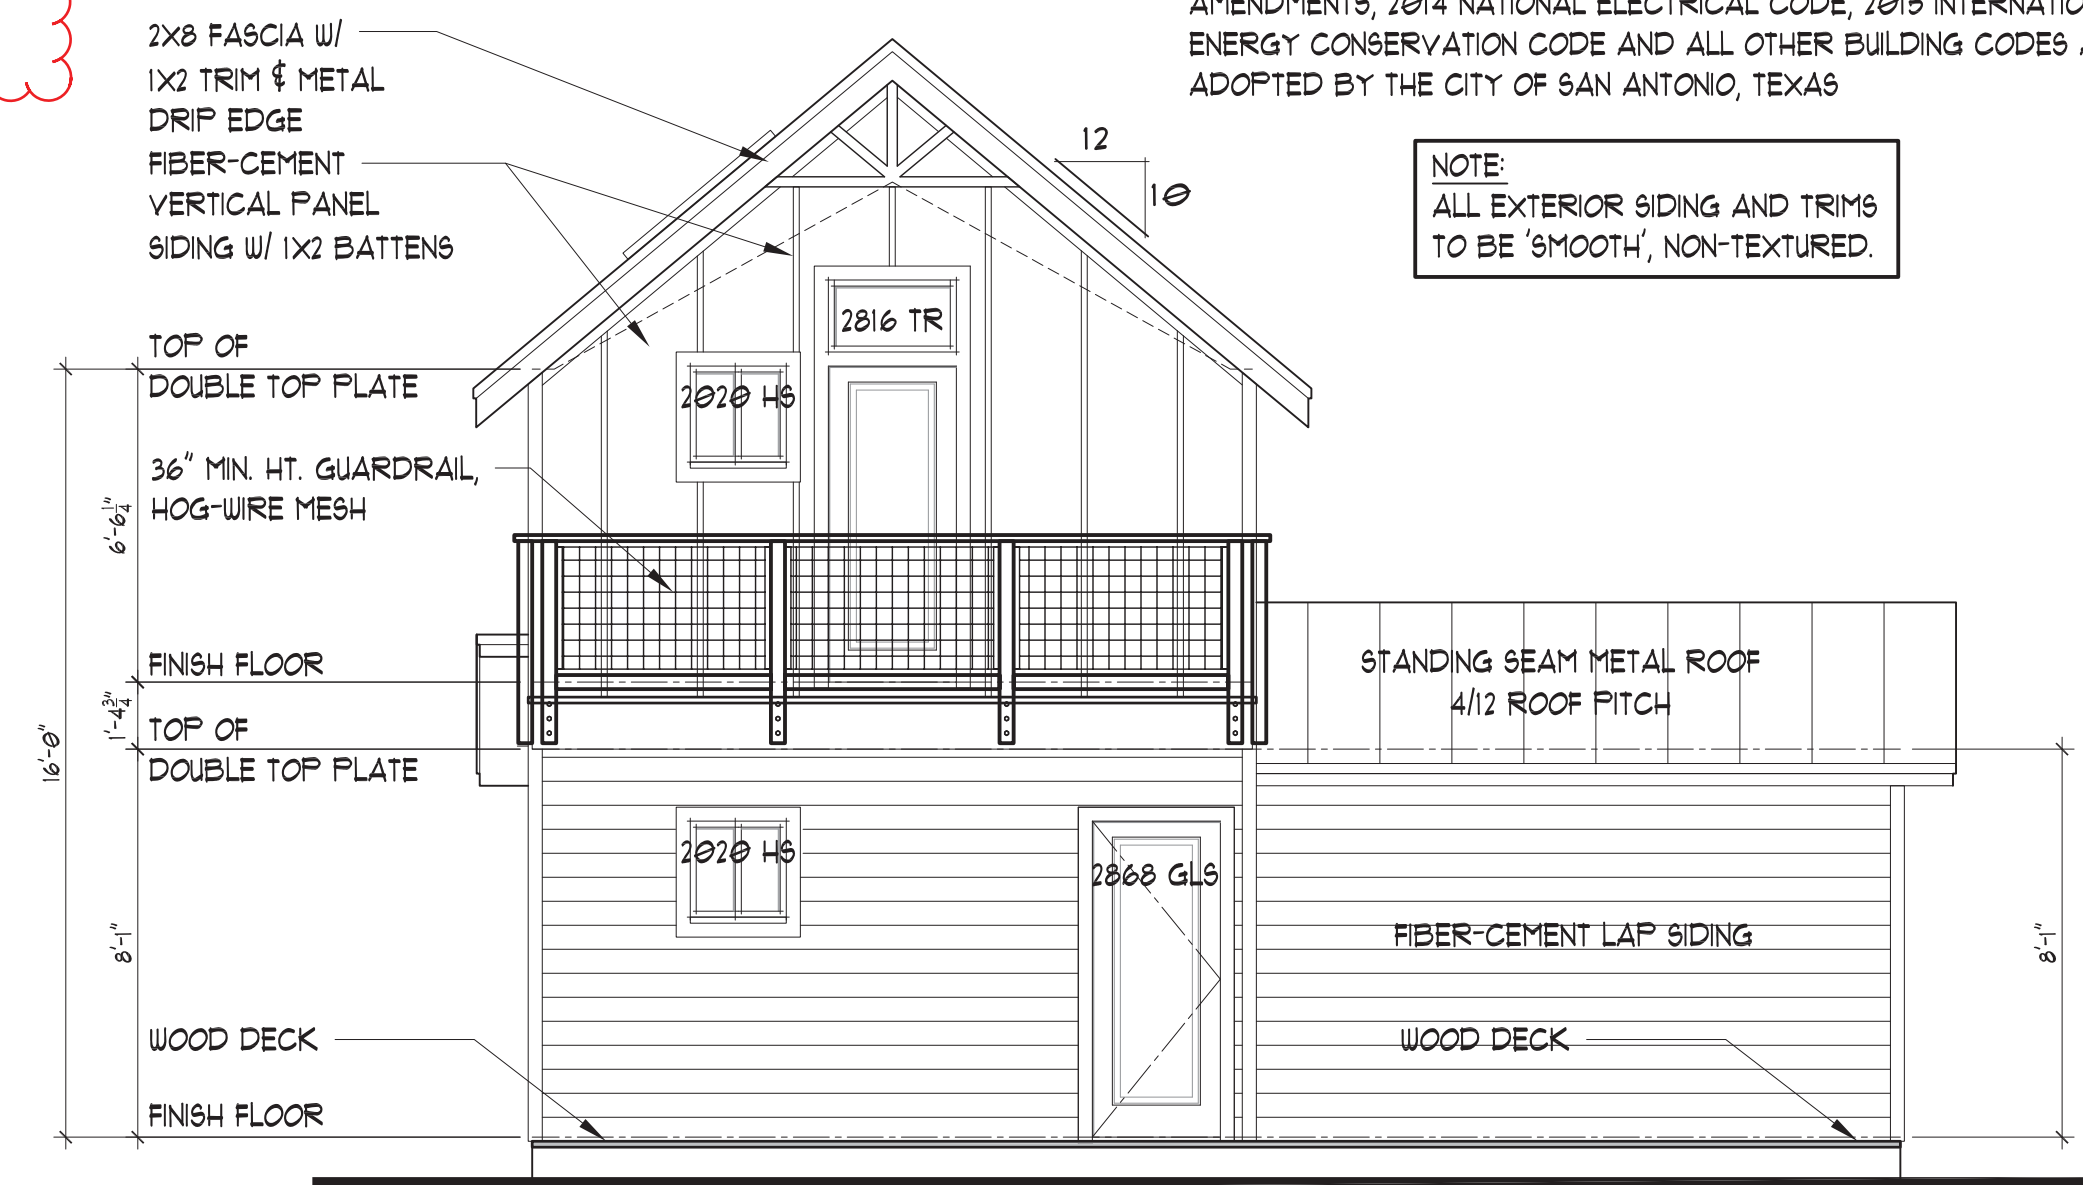 2X8 FASCIA W/
1X2 TRIM & METAL
DRIP EDGE
FIBER-CEMENT
VERTICAL PANEL
SIDING W/ 1X2 BATTENS
AMENDMENTS, 2014 NATIONAL ELECTRICAL CODE, 2015
ENERGY CONSERVATION CODE AND ALL OTHER BUILDING CODES
ADOPTED BY THE CITY OF SAN ANTONIO, TEXAS
12
10
NOTE:
ALL EXTERIOR SIDING AND TRIMS
TO BE 'SMOOTH', NON-TEXTURED.
2816 TR
TOP OF
DOUBLE TOP PLATE
2020 HS
36" MIN. HT. GUARDRAIL,
HOG-WIRE MESH
6'-6 1/4"
FINISH FLOOR
STANDING SEAM METAL ROOF
4/12 ROOF PITCH
1'-4 3/4"
TOP OF
DOUBLE TOP PLATE
16'-0"
2020 HS
2868 GLS
8'-1"
FIBER-CEMENT LAP SIDING
8'-1"
WOOD DECK
WOOD DECK
FINISH FLOOR